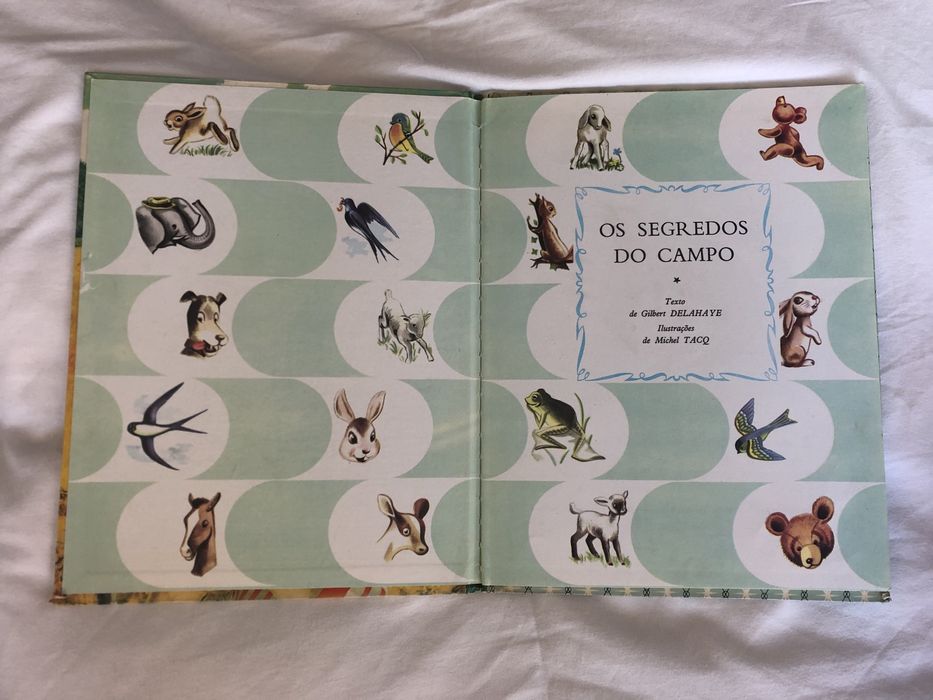 OS SEGREDOS
DO CAMPO
Texto
de Gilbert DELAHAYE
Ilustrações
de Michel TACQ